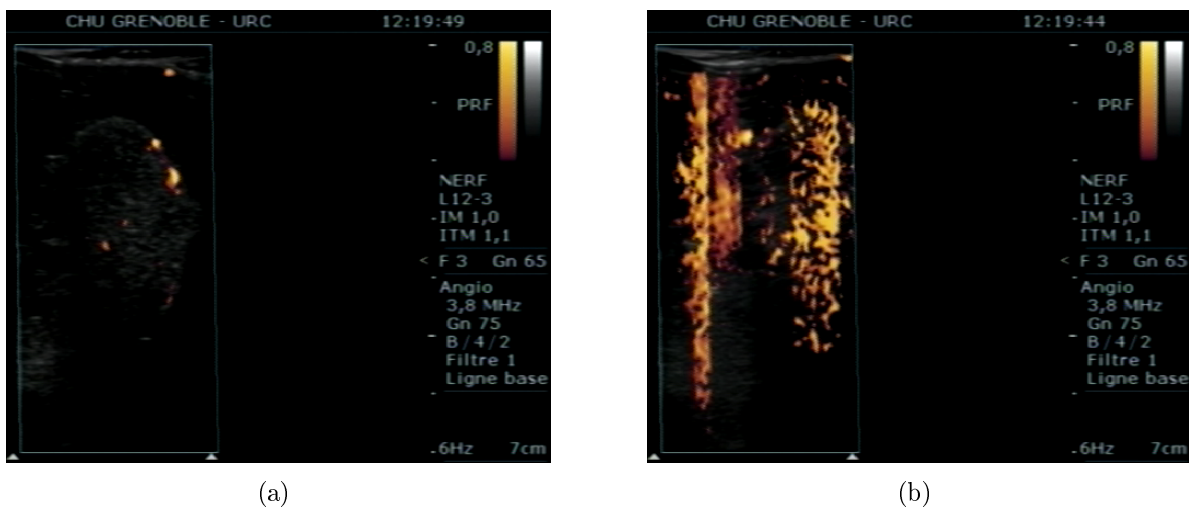 CHU GRENOBLE - URC 12:19:49
0,8
PRF
NERF
L12-3
IM 1,0
ITM 1,1
< F 3 Gn 65
Angio
3,8 MHz
Gn 75
B/4/2
Filtre 1
Ligne base
6Hz 7cm
(a)
CHU GRENOBLE - URC 12:19:44
0,8
PRF
NERF
L12-3
IM 1,0
ITM 1,1
< F 3 Gn 65
Angio
3,8 MHz
Gn 75
B/4/2
Filtre 1
Ligne base
6Hz 7cm
(b)